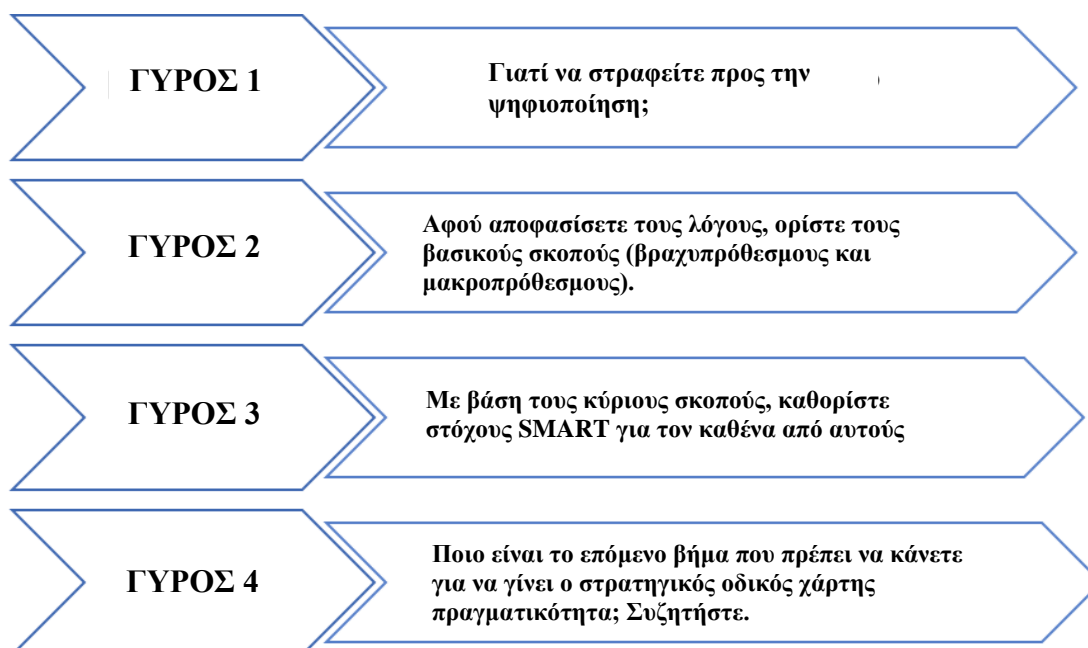 ΓΥΡΟΣ 1
Γιατί να στραφείτε προς την
ψηφιοποίηση;
ΓΥΡΟΣ 2
Αφού αποφασίσετε τους λόγους, ορίστε τους
βασικούς σκοπούς (βραχυπρόθεσμους και
μακροπρόθεσμους).
ΓΥΡΟΣ 3
Με βάση τους κύριους σκοπούς, καθορίστε
στόχους SMART για τον καθένα από αυτούς
ΓΥΡΟΣ 4
Ποιο είναι το επόμενο βήμα που πρέπει να κάνετε
για να γίνει ο στρατηγικός οδικός χάρτης
πραγματικότητα; Συζητήστε.